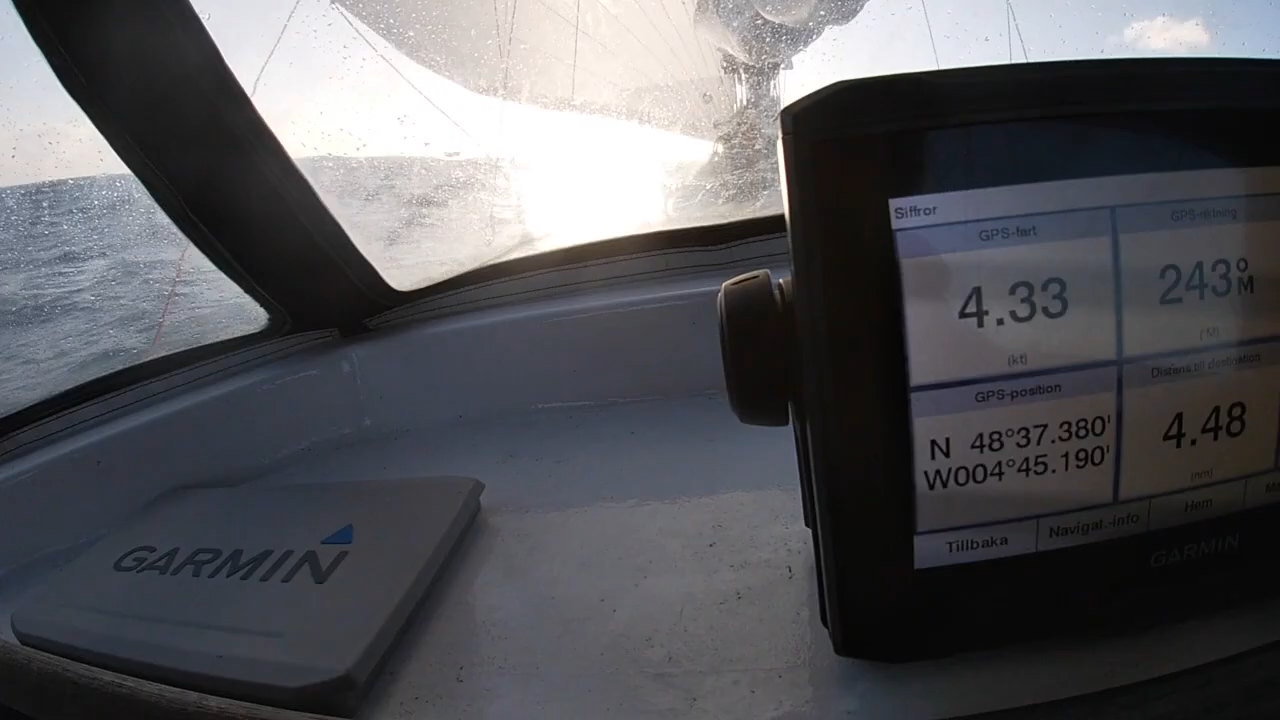 Siffror
GPS-fart
4.33
(kt)
GPS-riktning
243°M
(°M)
GPS-position
N 48°37.380'
W004°45.190'
Distans till destination
4.48
(nm)
Tillbaka
Navigat.-info
Hem
GARMIN
GARMIN